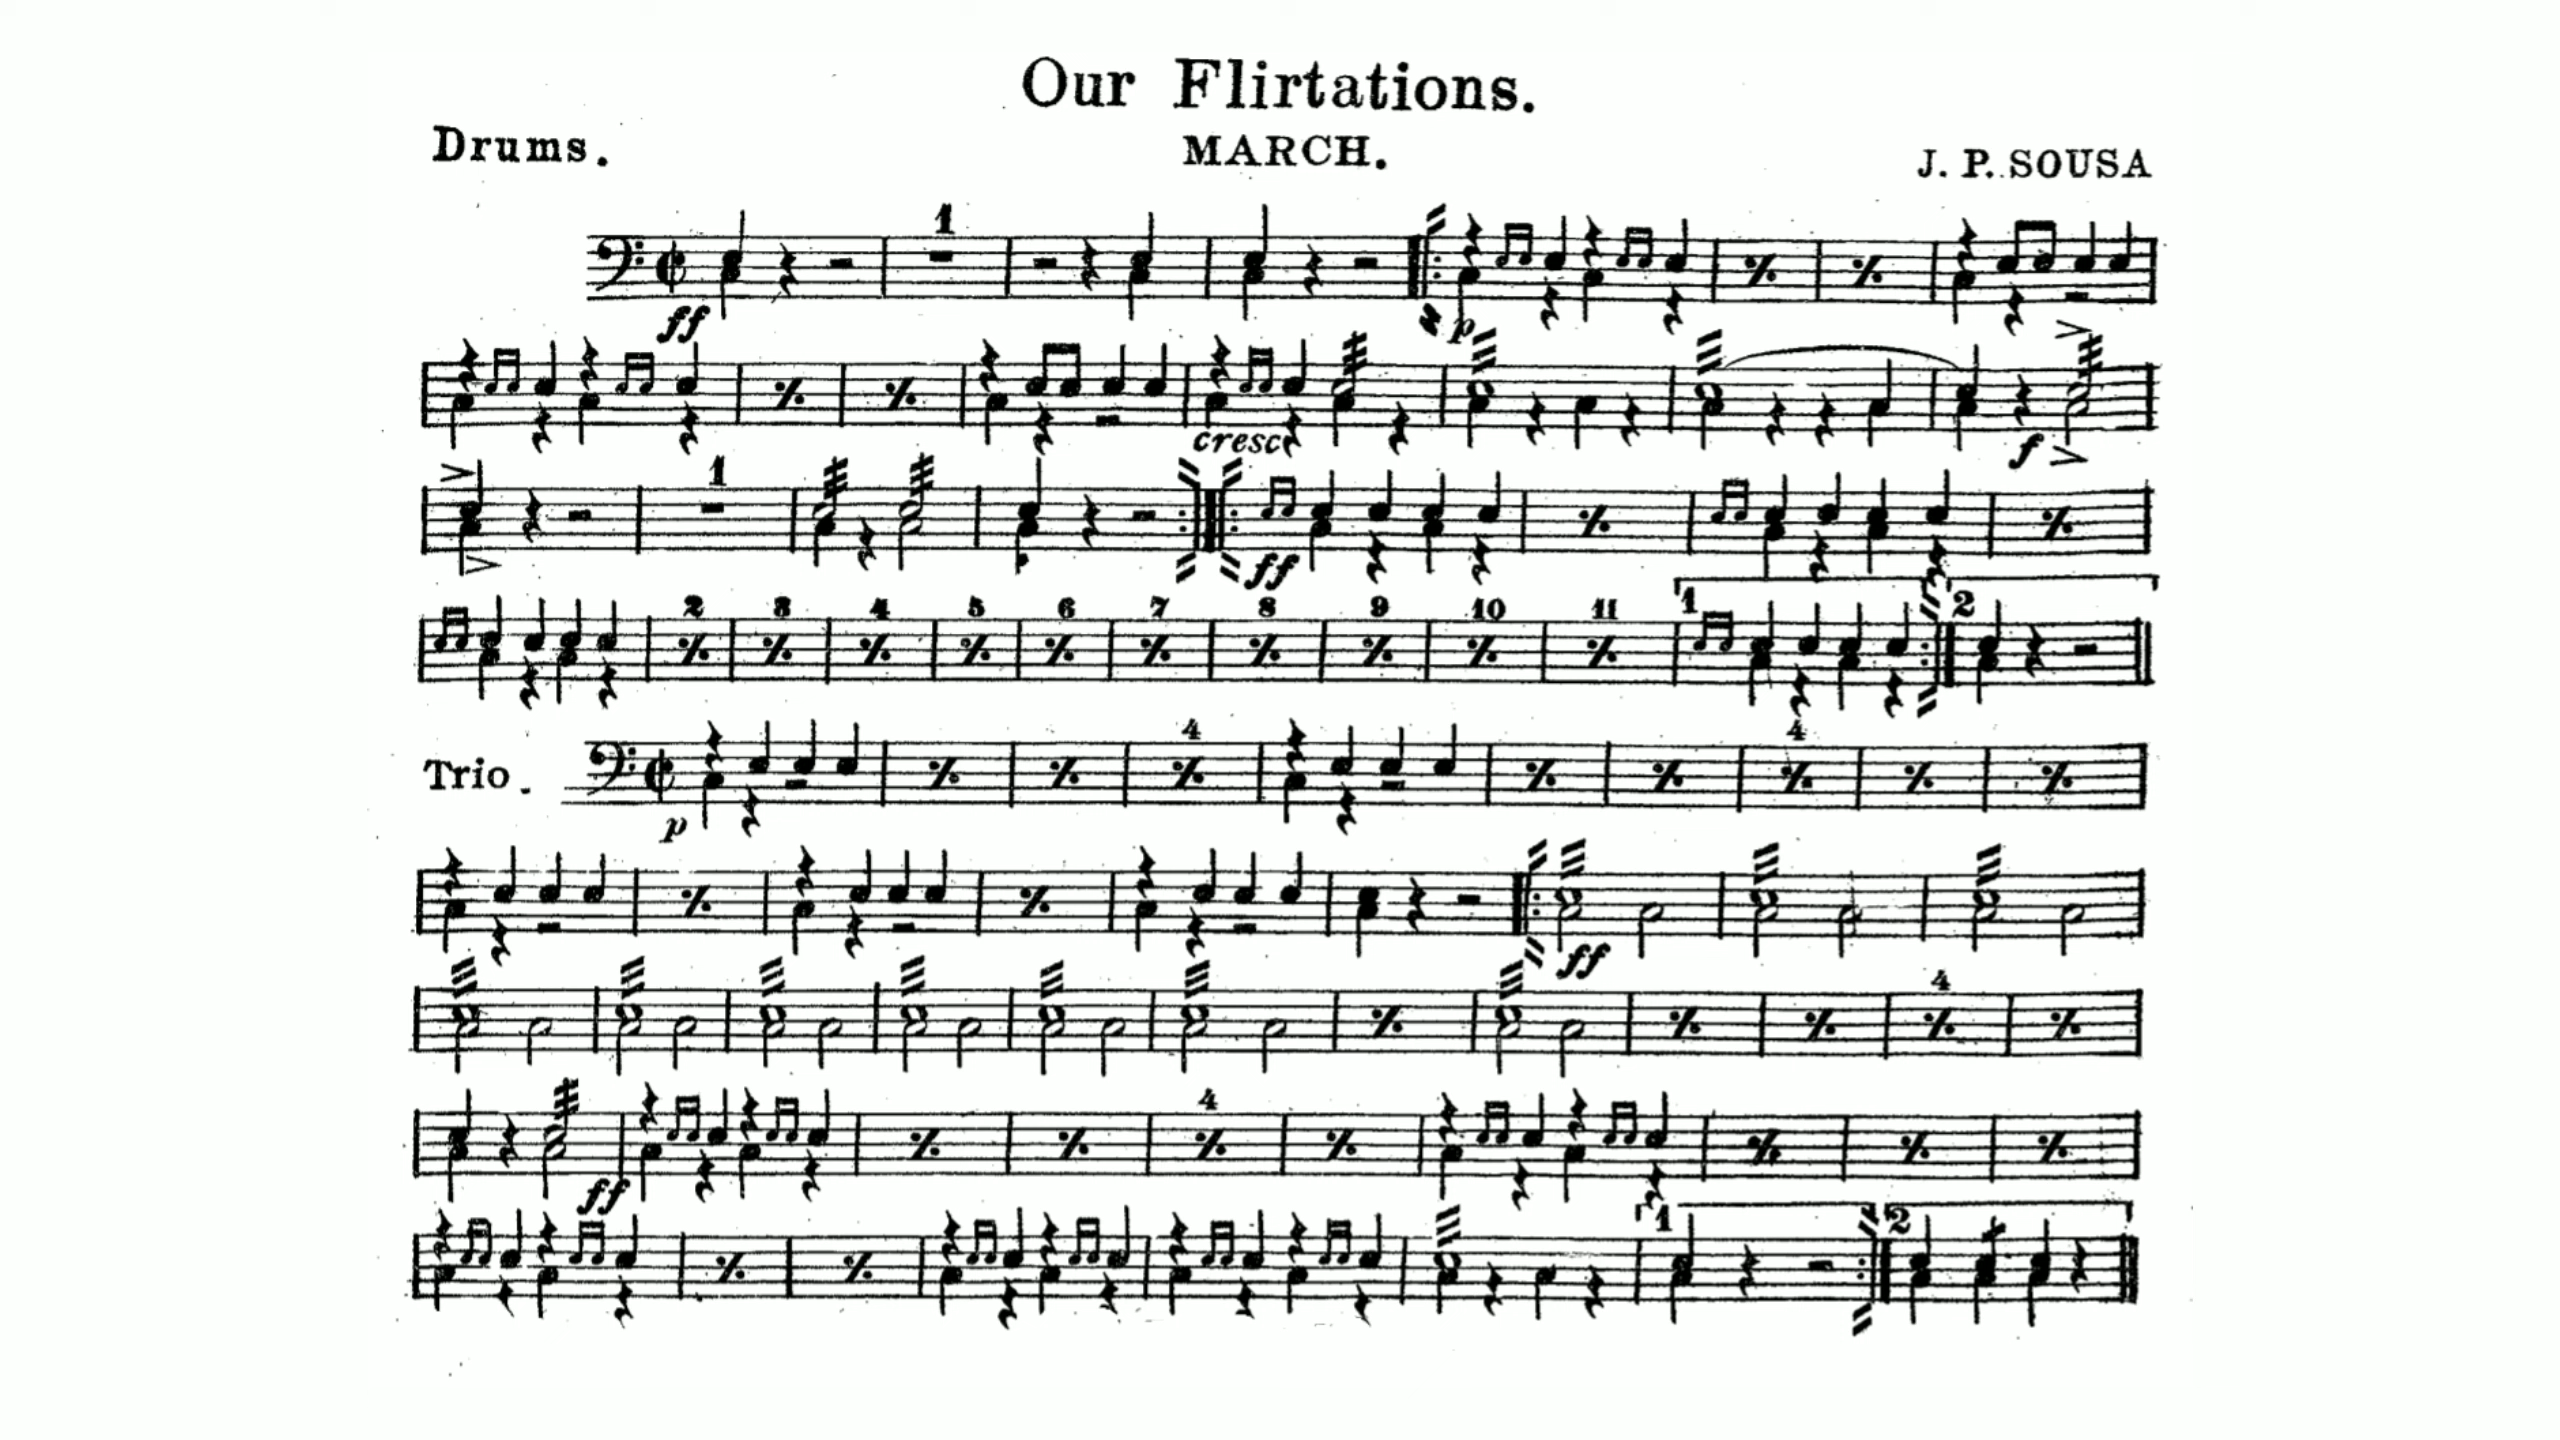 Our Flirtations.
Drums.
MARCH.
J. P. SOUSA
1
ff
p
cresc
f
1
ff
2 3 4 5 6 7 8 9 10 11 1 2
Trio.
4 4
p
ff
4
4
ff
1 2